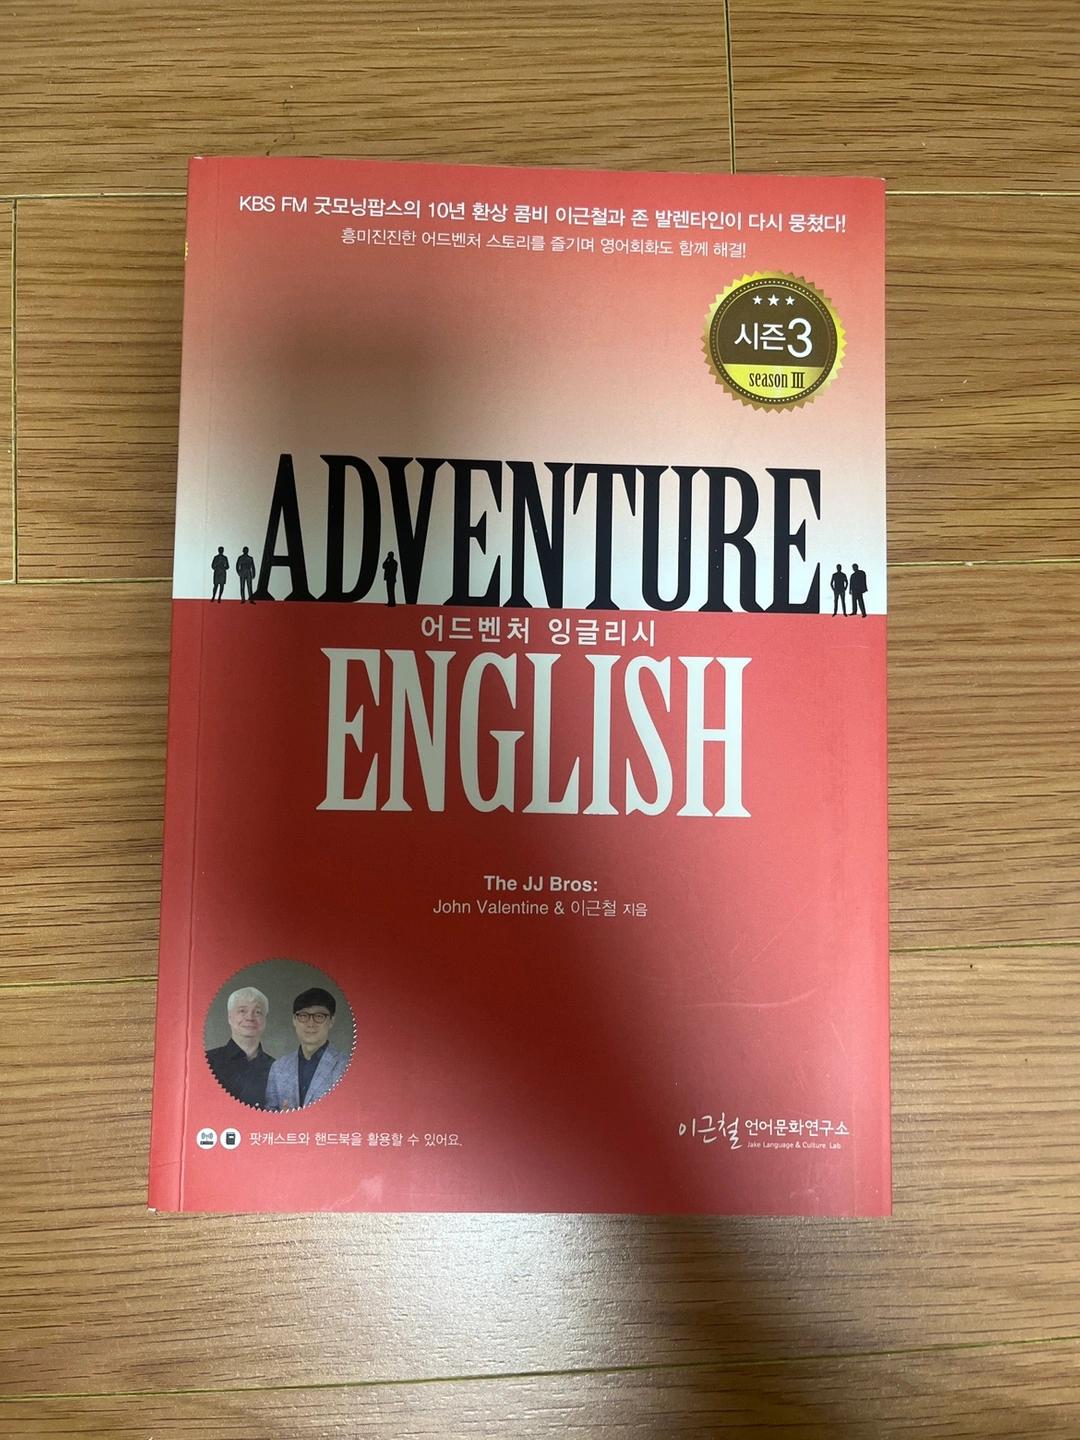 KBS FM 굿모닝팝스의 10년 환상 콤비 이근철과 존 발렌타인이 다시 뭉쳤다!
흥미진진한 어드벤처 스토리를 즐기며 영어회화도 함께 해결!
시즌3
season III
ADVENTURE
어드벤처 잉글리시
ENGLISH
The JJ Bros:
John Valentine & 이근철 지음
팟캐스트와 핸드북을 활용할 수 있어요.
이근철 언어문화연구소
Jake Language & Culture Lab